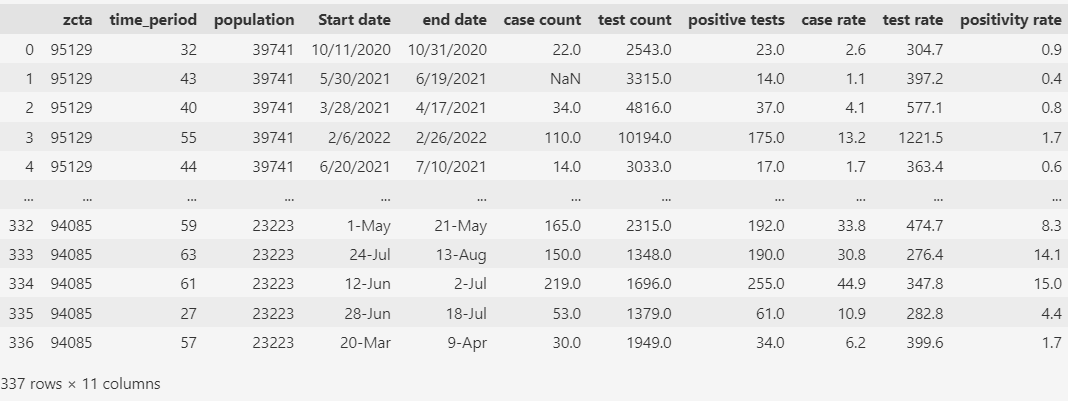 zcta time_period population Start date end date case count test count positive tests case rate test rate positivity rate
0 95129 32 39741 10/11/2020 10/31/2020 22.0 2543.0 23.0 2.6 304.7 0.9
1 95129 43 39741 5/30/2021 6/19/2021 NaN 3315.0 14.0 1.1 397.2 0.4
2 95129 40 39741 3/28/2021 4/17/2021 34.0 4816.0 37.0 4.1 577.1 0.8
3 95129 55 39741 2/6/2022 2/26/2022 110.0 10194.0 175.0 13.2 1221.5 1.7
4 95129 44 39741 6/20/2021 7/10/2021 14.0 3033.0 17.0 1.7 363.4 0.6
... ... ... ... ... ... ... ... ... ... ... ...
332 94085 59 23223 1-May 21-May 165.0 2315.0 192.0 33.8 474.7 8.3
333 94085 63 23223 24-Jul 13-Aug 150.0 1348.0 190.0 30.8 276.4 14.1
334 94085 61 23223 12-Jun 2-Jul 219.0 1696.0 255.0 44.9 347.8 15.0
335 94085 27 23223 28-Jun 18-Jul 53.0 1379.0 61.0 10.9 282.8 4.4
336 94085 57 23223 20-Mar 9-Apr 30.0 1949.0 34.0 6.2 399.6 1.7
337 rows × 11 columns